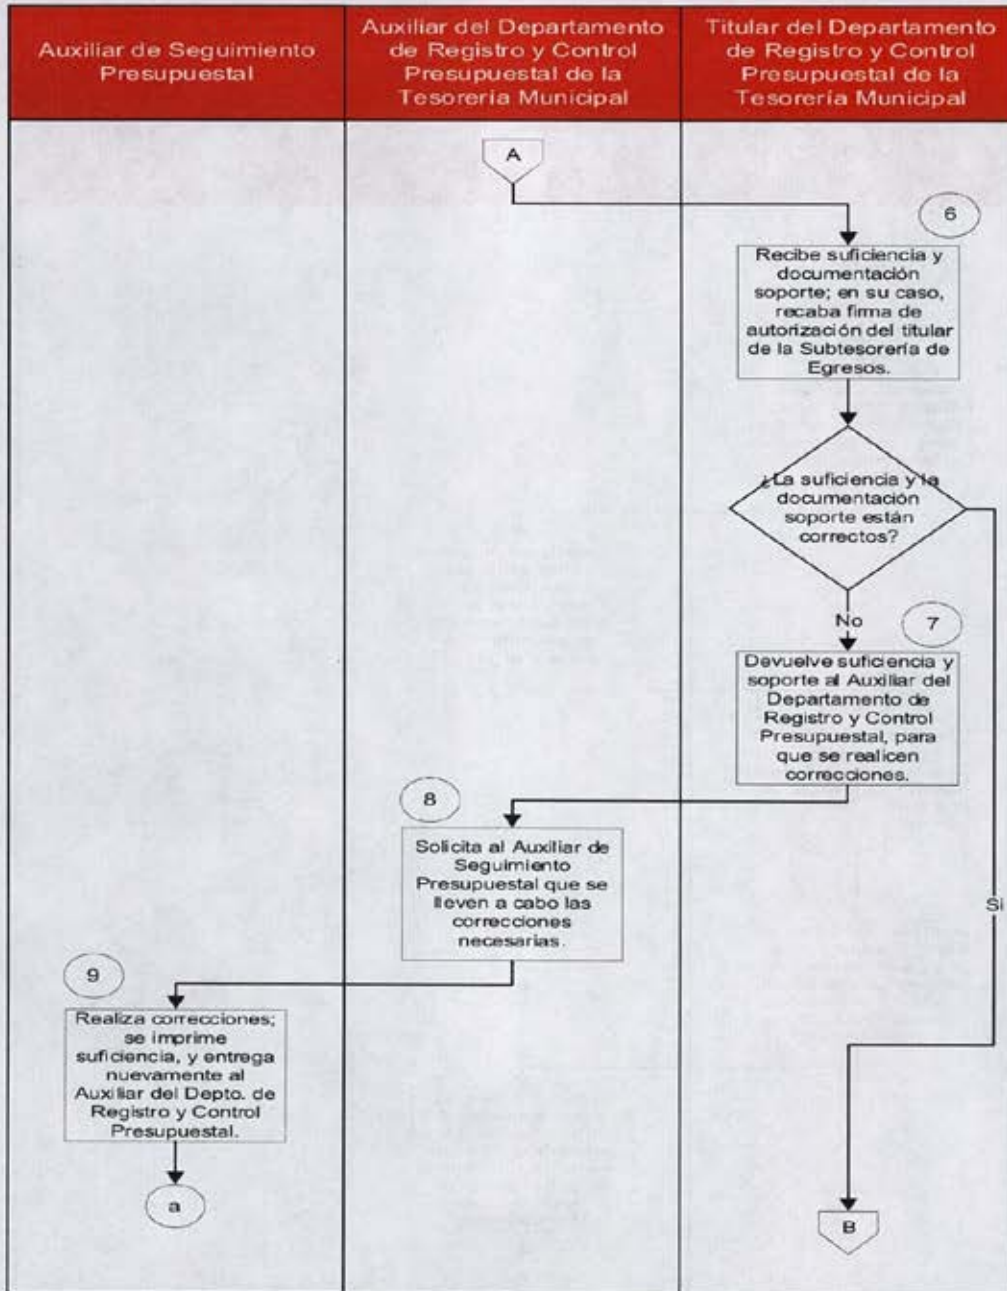 Auxiliar de Seguimiento
Presupuestal
Auxiliar del Departamento
de Registro y Control
Presupuestal de la
Tesorería Municipal
Titular del Departamento
de Registro y Control
Presupuestal de la
Tesorería Municipal
A
6
Recibe suficiencia y
documentación
soporte; en su caso,
recaba firma de
autorización del titular
de la Subtesorería de
Egresos.
¿La suficiencia y la
documentación
soporte están
correctos?
No
7
Devuelve suficiencia y
soporte al Auxiliar del
Departamento de
Registro y Control
Presupuestal, para
que se realicen
correcciones.
8
Solicita al Auxiliar de
Seguimiento
Presupuestal que se
lleven a cabo las
correcciones
necesarias.
Si
9
Realiza correcciones;
se imprime
suficiencia, y entrega
nuevamente al
Auxiliar del Depto. de
Registro y Control
Presupuestal.
a
B